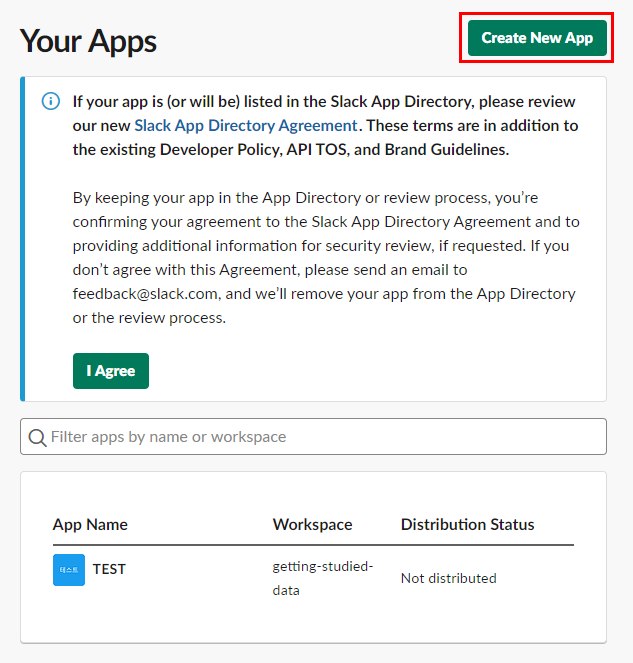 Your Apps
Create New App
If your app is (or will be) listed in the Slack App Directory, please review
our new Slack App Directory Agreement. These terms are in addition to
the existing Developer Policy, API TOS, and Brand Guidelines.
By keeping your app in the App Directory or review process, you're
confirming your agreement to the Slack App Directory Agreement and to
providing additional information for security review, if requested. If you
don't agree with this Agreement, please send an email to
feedback@slack.com, and we'll remove your app from the App Directory
or the review process.
I Agree
Filter apps by name or workspace
App Name Workspace Distribution Status
테스트 TEST getting-studied-
data Not distributed